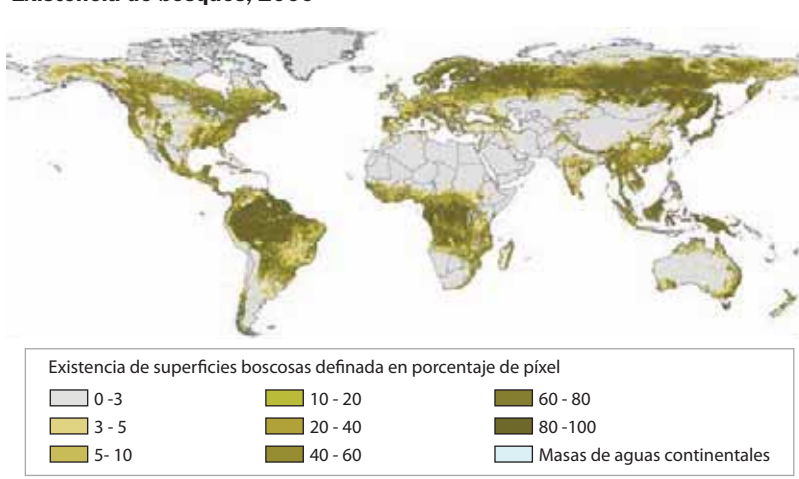 Existencia de superficies boscosas definada en porcentaje de píxel
0 -3
3 - 5
5- 10
10 - 20
20 - 40
40 - 60
60 - 80
80 -100
Masas de aguas continentales